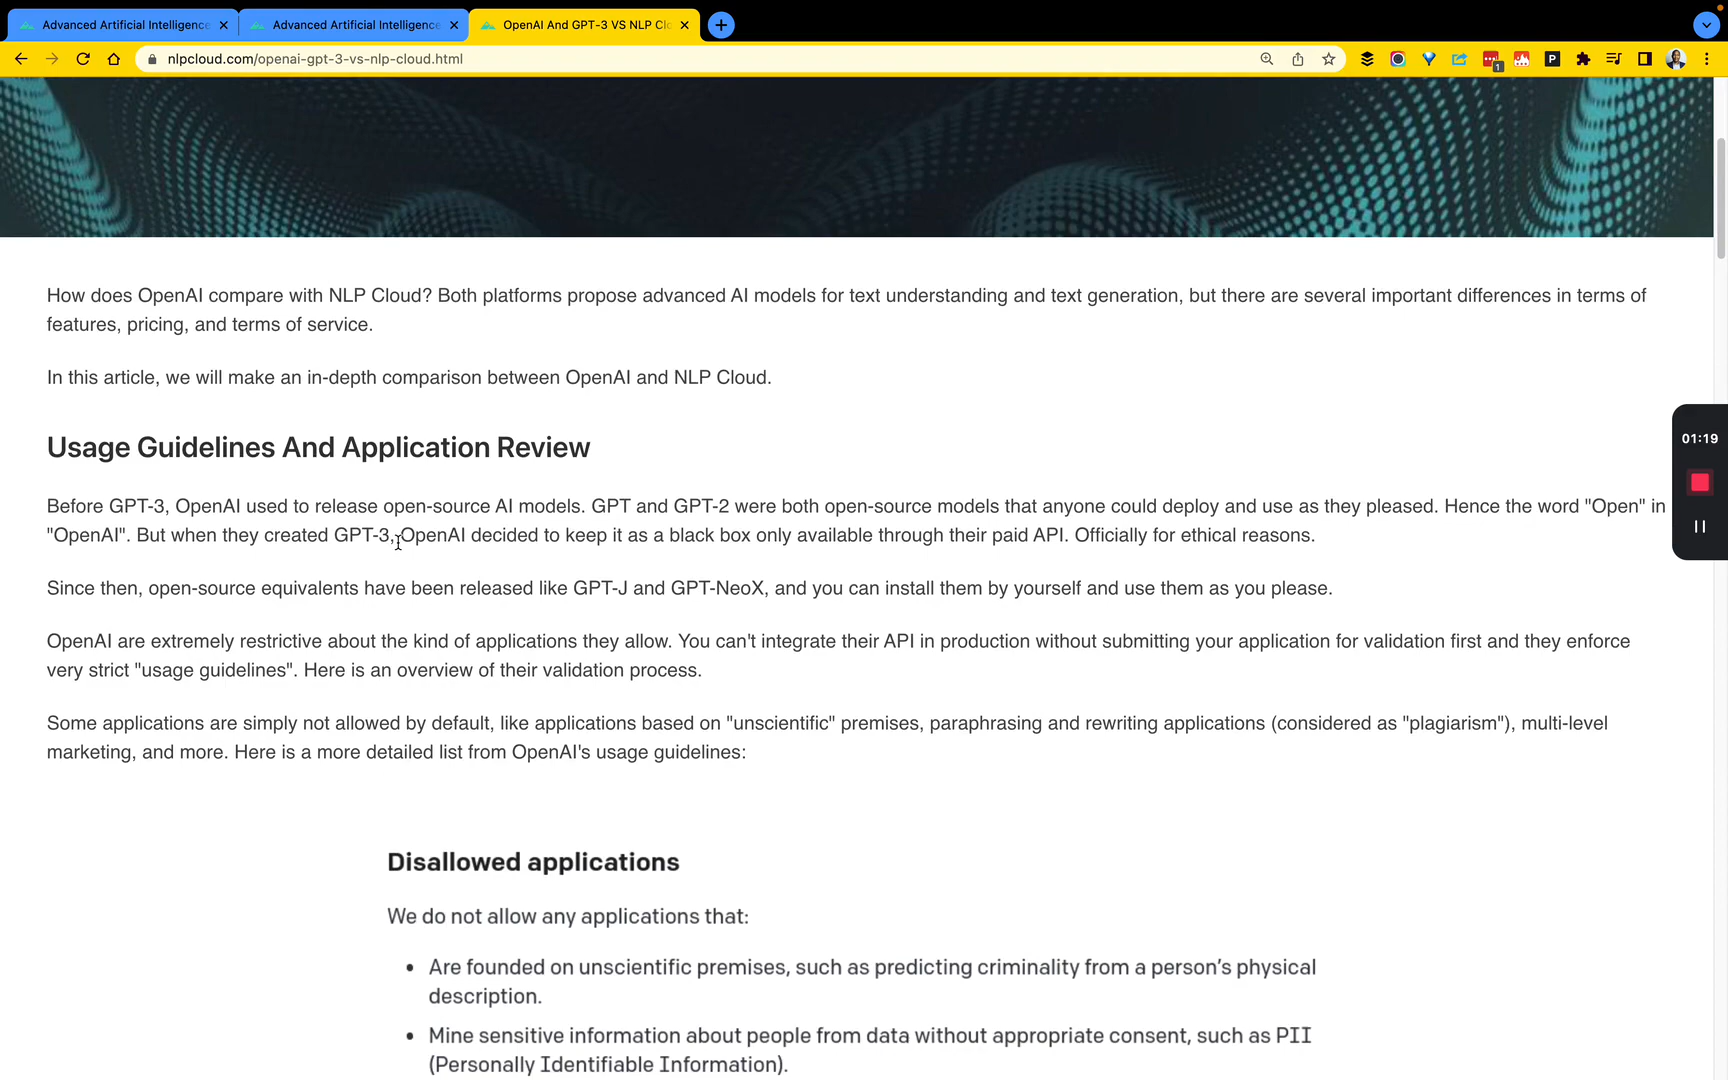 Advanced Artificial Intelligence
Advanced Artificial Intelligence
OpenAI And GPT-3 VS NLP Clo
nlpcloud.com/openai-gpt-3-vs-nlp-cloud.html
1
P
How does OpenAI compare with NLP Cloud? Both platforms propose advanced AI models for text understanding and text generation, but there are several important differences in terms of
features, pricing, and terms of service.
In this article, we will make an in-depth comparison between OpenAI and NLP Cloud.
01:19
Usage Guidelines And Application Review
Before GPT-3, OpenAI used to release open-source AI models. GPT and GPT-2 were both open-source models that anyone could deploy and use as they pleased. Hence the word "Open" in
"OpenAI". But when they created GPT-3, OpenAI decided to keep it as a black box only available through their paid API. Officially for ethical reasons.
Since then, open-source equivalents have been released like GPT-J and GPT-NeoX, and you can install them by yourself and use them as you please.
OpenAI are extremely restrictive about the kind of applications they allow. You can't integrate their API in production without submitting your application for validation first and they enforce
very strict "usage guidelines". Here is an overview of their validation process.
Some applications are simply not allowed by default, like applications based on "unscientific" premises, paraphrasing and rewriting applications (considered as "plagiarism"), multi-level
marketing, and more. Here is a more detailed list from OpenAI's usage guidelines:
Disallowed applications
We do not allow any applications that:
• Are founded on unscientific premises, such as predicting criminality from a person's physical
description.
• Mine sensitive information about people from data without appropriate consent, such as PII
(Personally Identifiable Information).